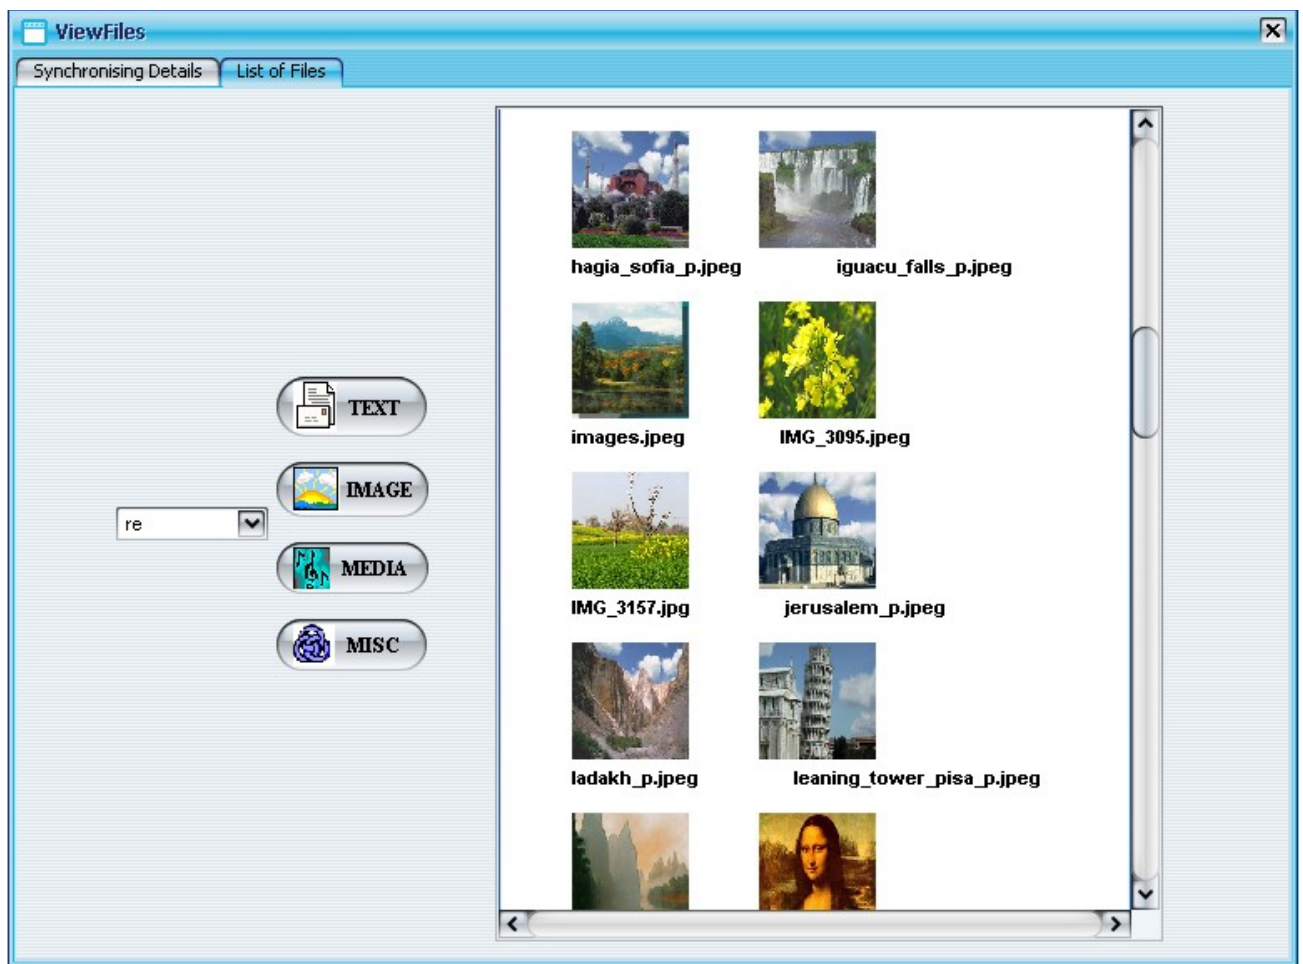 ViewFiles
Synchronising Details
List of Files
hagia_sofia_p.jpeg
iguacu_falls_p.jpeg
images.jpeg
IMG_3095.jpeg
TEXT
IMAGE
re
IMG_3157.jpg
jerusalem_p.jpeg
MEDIA
MISC
ladakh_p.jpeg
leaning_tower_pisa_p.jpeg